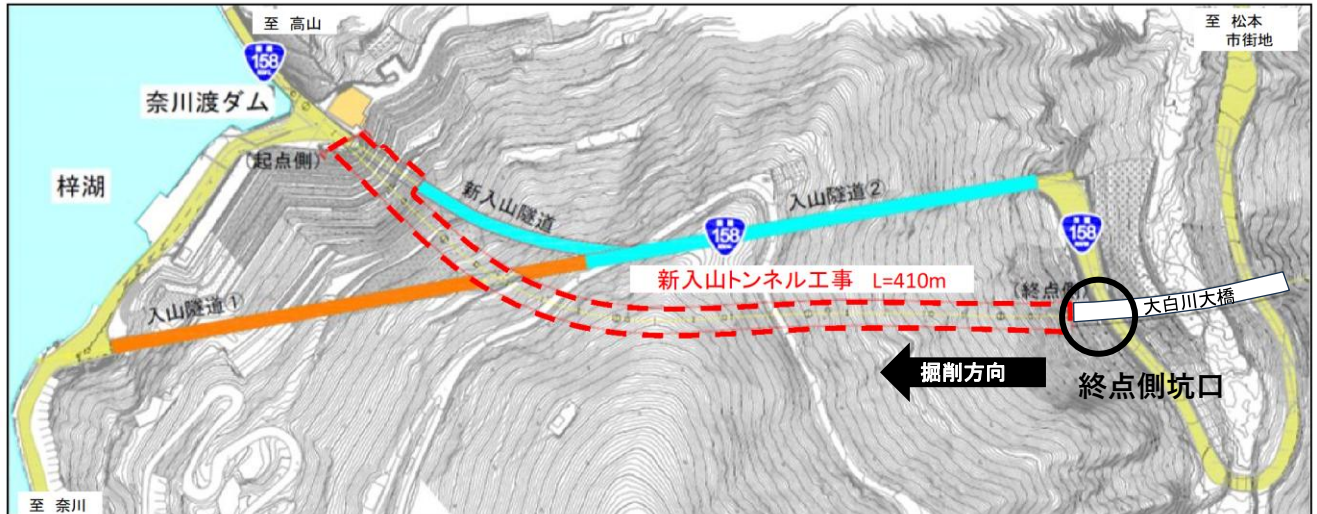 至 高山
至 松本
市街地
158
奈川渡ダム
(起点側)
梓湖
新入山隧道
入山隧道②
158
158
新入山トンネル工事 L=410m
(終点側)
大白川大橋
入山隧道①
掘削方向
終点側坑口
至 奈川